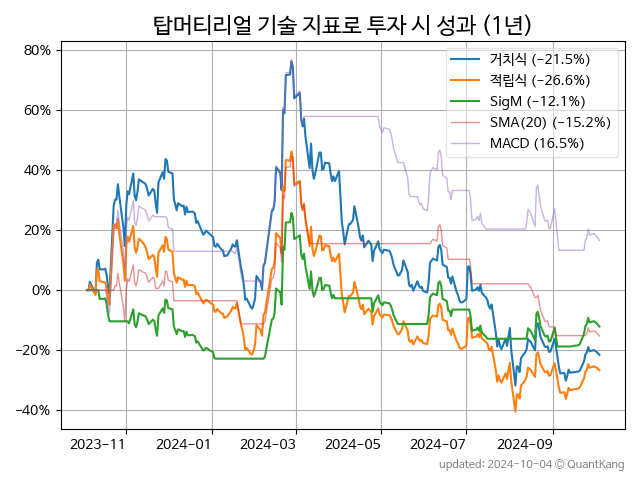 탑머티리얼 기술 지표로 투자 시 성과 (1년)
80%
60%
40%
20%
0%
−20%
−40%
거치식 (−21.5%)
적립식 (−26.6%)
SigM (−12.1%)
SMA(20) (−15.2%)
MACD (16.5%)
2023−11 2024−01 2024−03 2024−05 2024−07 2024−09
updated: 2024-10-04 © QuantKang